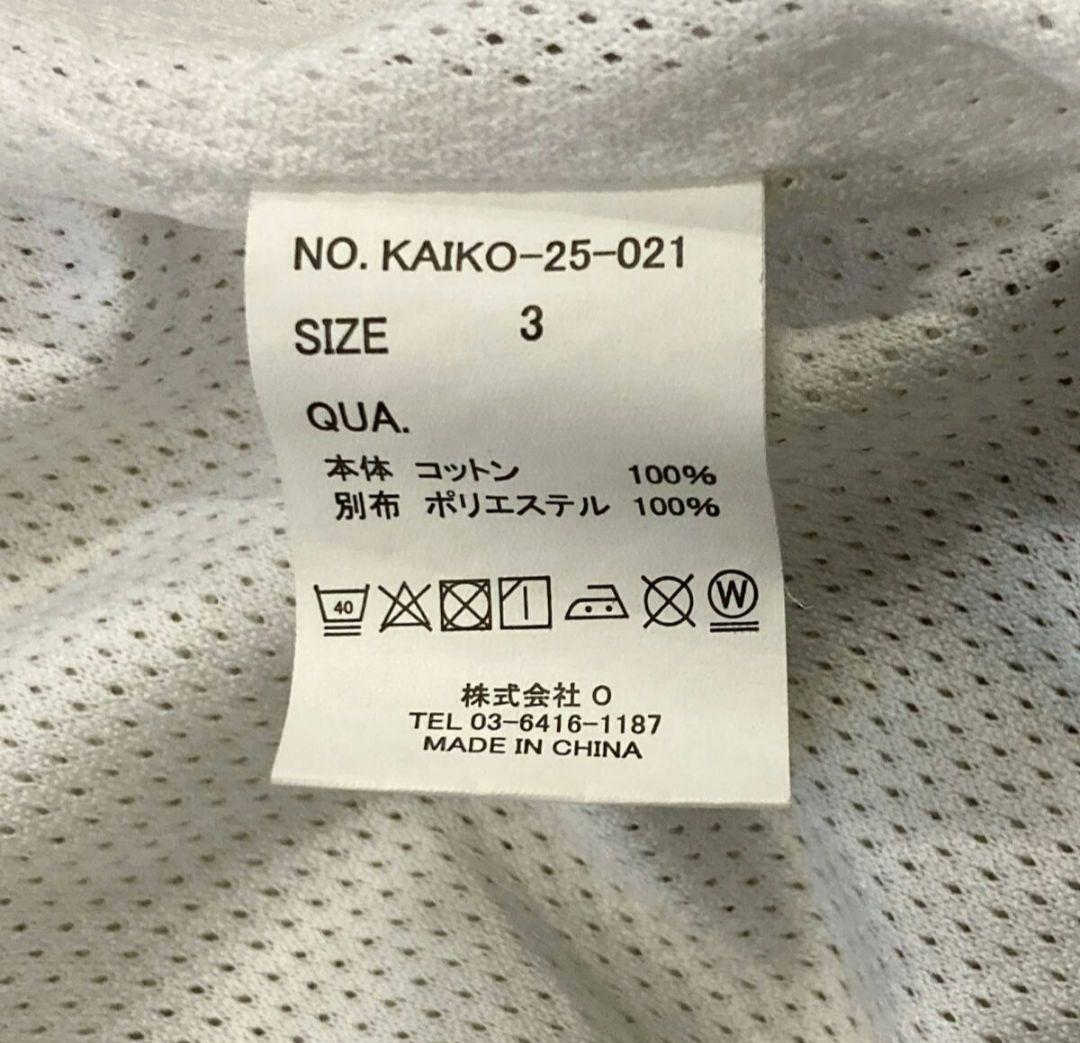 NO. KAIKO-25-021
SIZE 3
QUA.
本体 コットン 100%
別布 ポリエステル 100%
40 W
株式会社 O
TEL 03-6416-1187
MADE IN CHINA